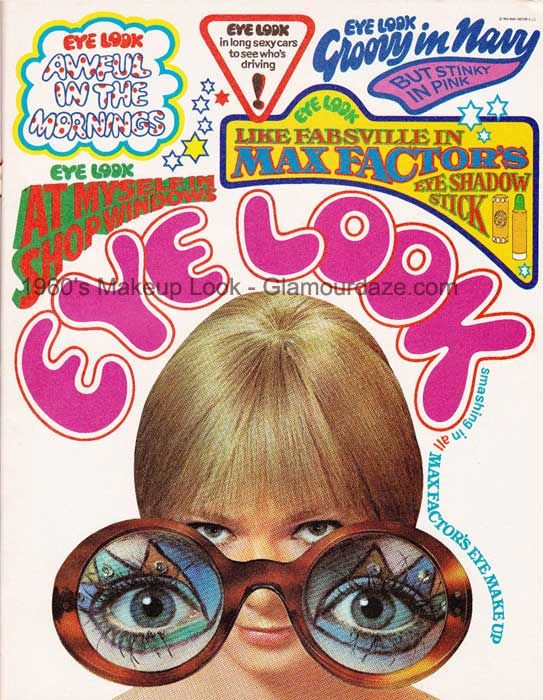 EYE LOOK
AWFUL
IN THE
MORNINGS
EYE LOOK
in long sexy cars
to see who's
driving
!
EYE LOOK
Groovy in Navy
BUT STINKY
IN PINK
EYE LOOK
LIKE FABSVILLE IN
MAX FACTOR'S
EYE SHADOW
STICK
EYE LOOK
AT MYSELF IN
SHOP WINDOWS
EYE LOOK
1960's Makeup Look - Glamourdaze.com
smashing in all MAX FACTOR'S EYE MAKE UP